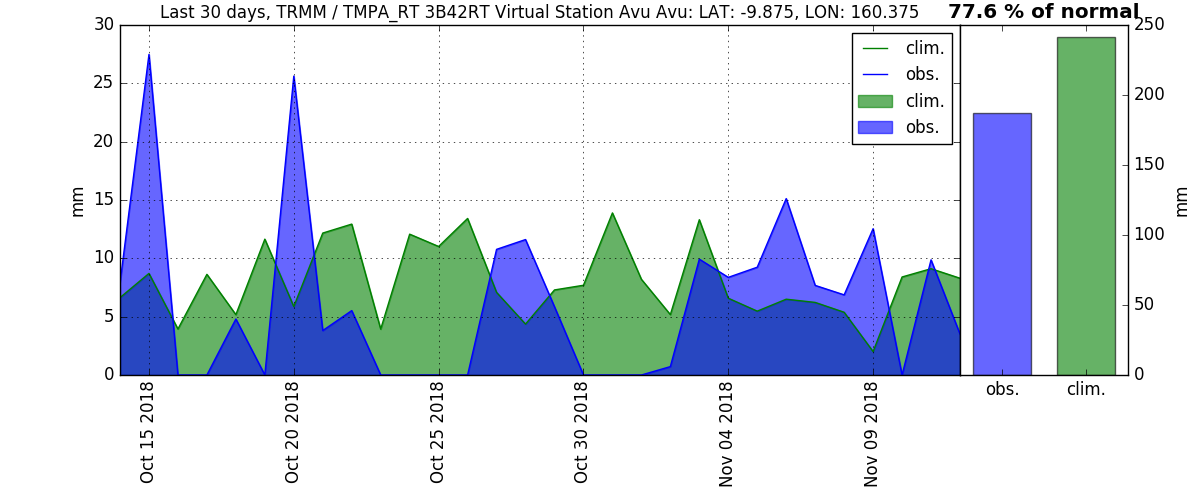 Last 30 days, TRMM / TMPA_RT 3B42RT Virtual Station Avu Avu: LAT: -9.875, LON: 160.375
77.6 % of normal
30
25
20
15
10
5
0
mm
clim.
obs.
clim.
obs.
Oct 15 2018
Oct 20 2018
Oct 25 2018
Oct 30 2018
Nov 04 2018
Nov 09 2018
250
200
150
100
50
0
mm
obs.
clim.